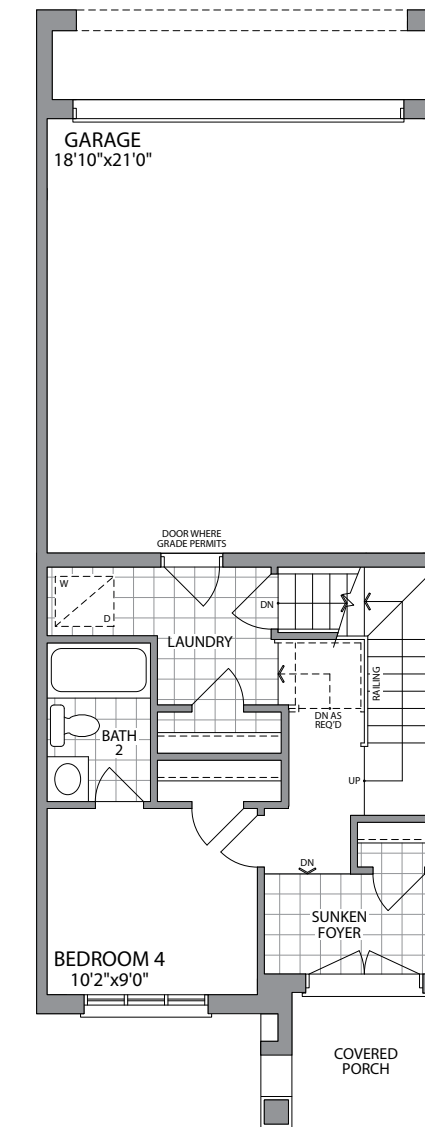 GARAGE
18'10"x21'0"
DOOR WHERE
GRADE PERMITS
W
D
DN
LAUNDRY
RAILING
DN AS
REQ'D
BATH
2
UP
DN
SUNKEN
FOYER
BEDROOM 4
10'2"x9'0"
COVERED
PORCH